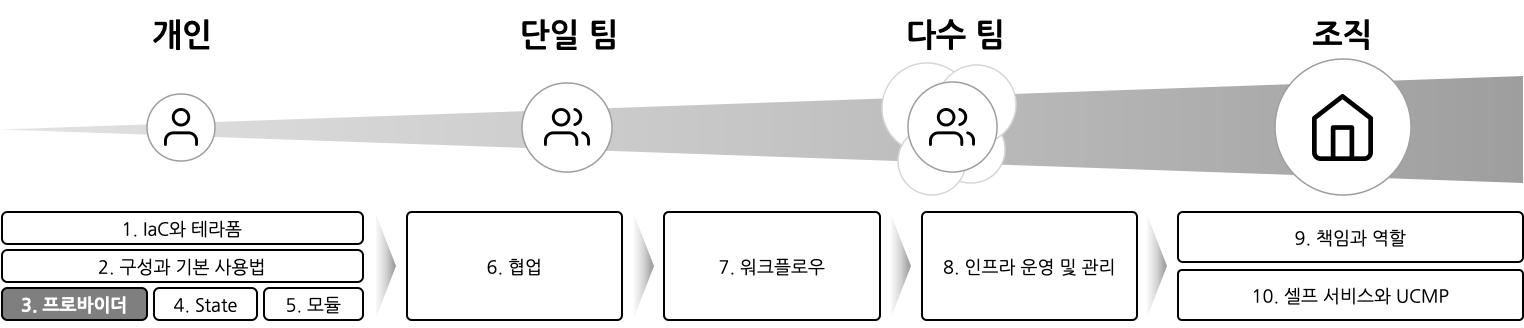 개인
단일 팀
다수 팀
조직
1. IaC와 테라폼
2. 구성과 기본 사용법
3. 프로바이더
4. State
5. 모듈
6. 협업
7. 워크플로우
8. 인프라 운영 및 관리
9. 책임과 역할
10. 셀프 서비스와 UCMP